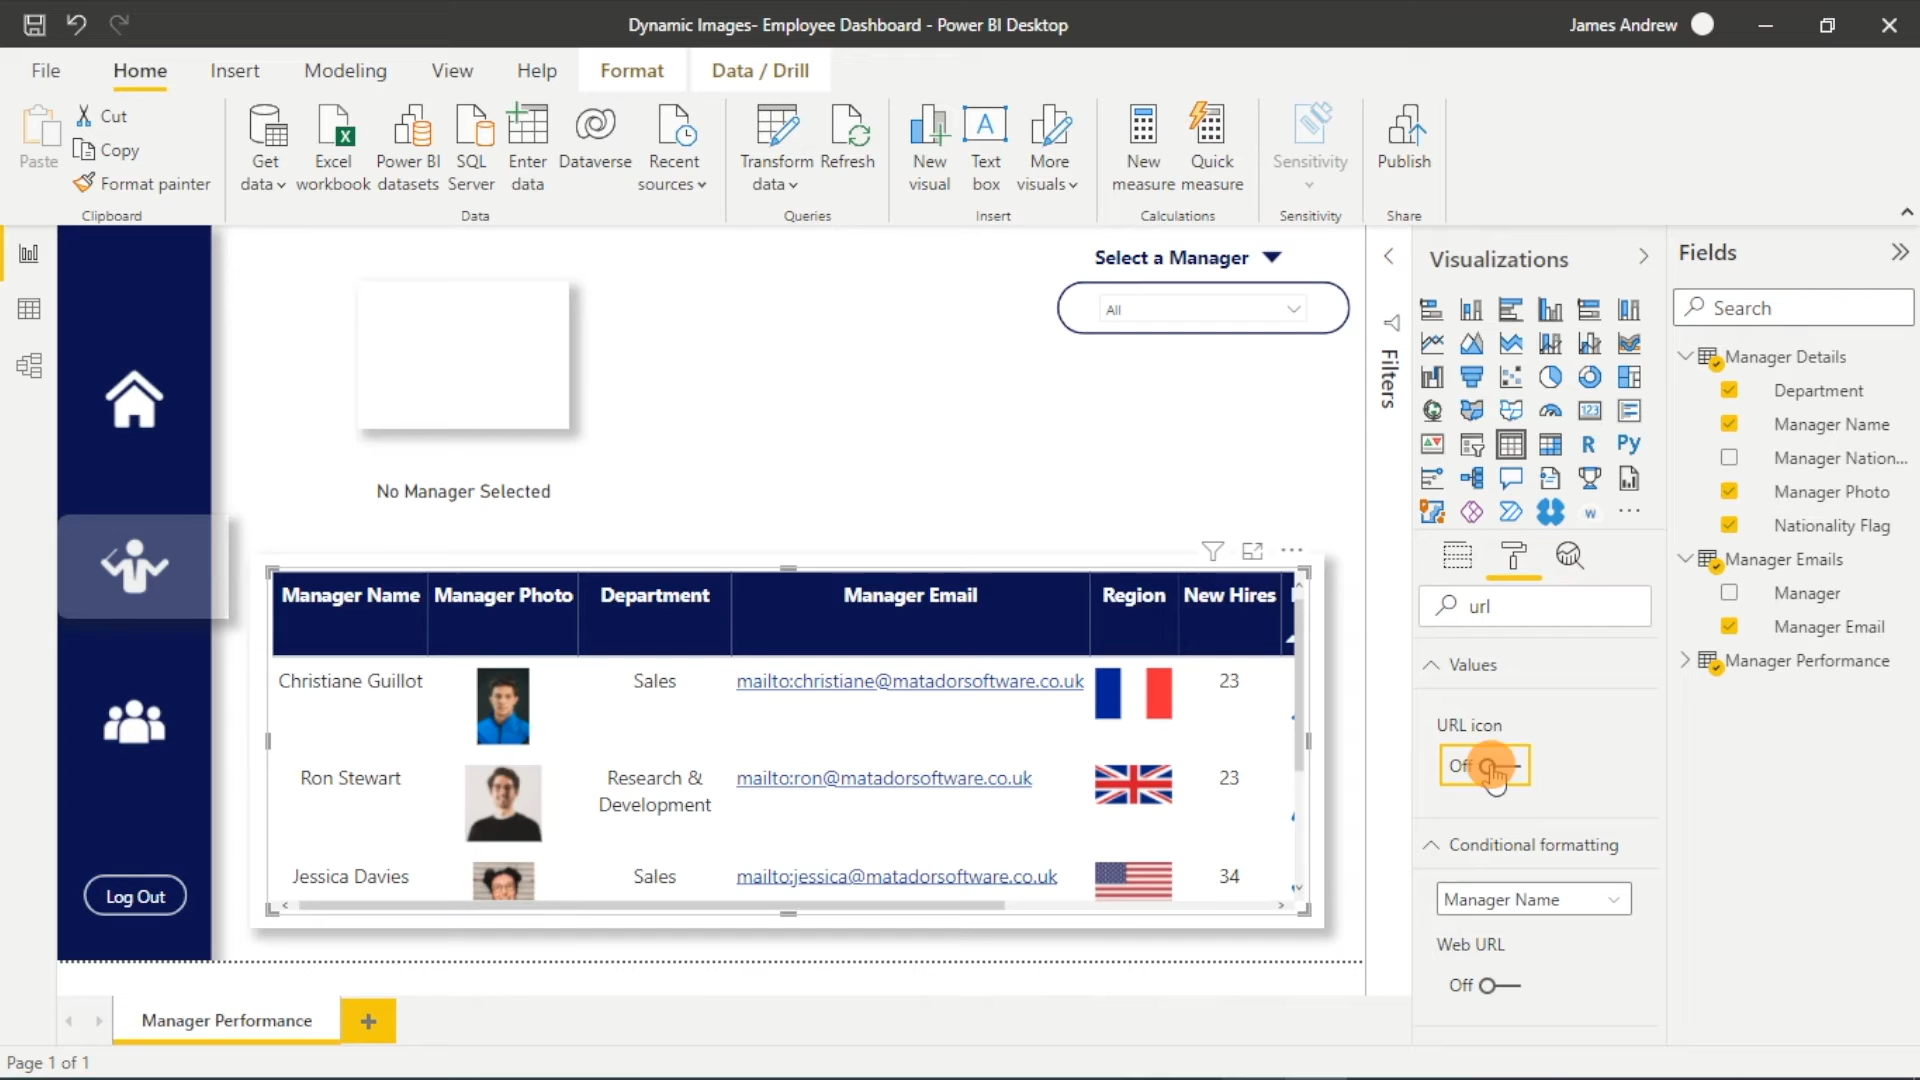 Dynamic Images- Employee Dashboard - Power BI Desktop
James Andrew
File
Home
Insert
Modeling
View
Help
Format
Data / Drill
Paste
Cut
Copy
Format painter
Clipboard
Get
data
Excel
workbook
Power BI
datasets
SQL
Server
Enter
data
Dataverse
Recent
sources
Data
Transform
data
Refresh
Queries
New
visual
Text
box
More
visuals
Insert
New
measure
Quick
measure
Calculations
Sensitivity
Sensitivity
Publish
Share
Select a Manager
All
No Manager Selected
Log Out
Manager Name Manager Photo Department Manager Email Region New Hires
Christiane Guillot Sales mailto:christiane@matadorsoftware.co.uk 23
Ron Stewart Research & mailto:ron@matadorsoftware.co.uk 23
Development
Jessica Davies Sales mailto:jessica@matadorsoftware.co.uk 34
Filters
Visualizations
123
R
Py
W
url
Values
URL icon
Off
Conditional formatting
Manager Name
Web URL
Off
Fields
Search
Manager Details
Department
Manager Name
Manager Nation...
Manager Photo
Nationality Flag
Manager Emails
Manager
Manager Email
Manager Performance
Manager Performance
Page 1 of 1